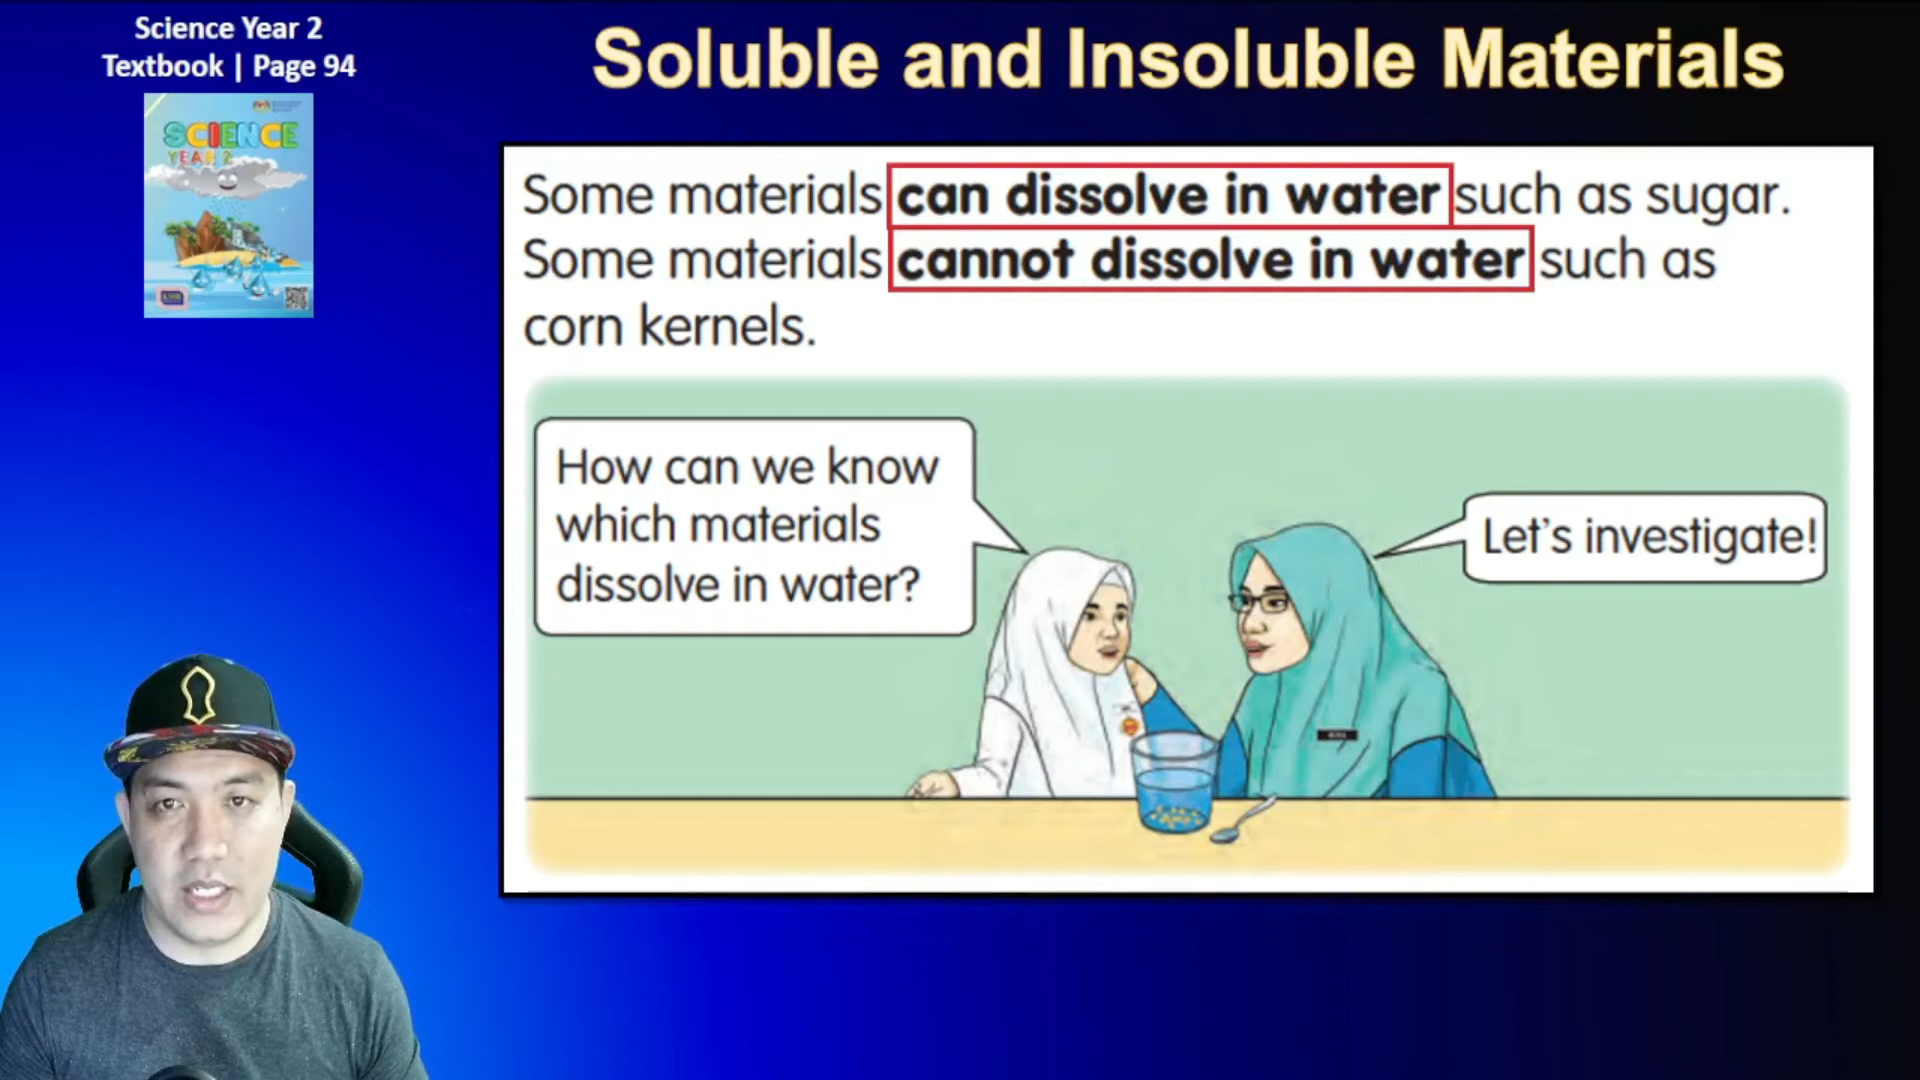 Science Year 2
Textbook | Page 94
SCIENCE
YEAR 2
Soluble and Insoluble Materials
Some materials can dissolve in water such as sugar.
Some materials cannot dissolve in water such as
corn kernels.
How can we know
which materials
dissolve in water?
Let's investigate!